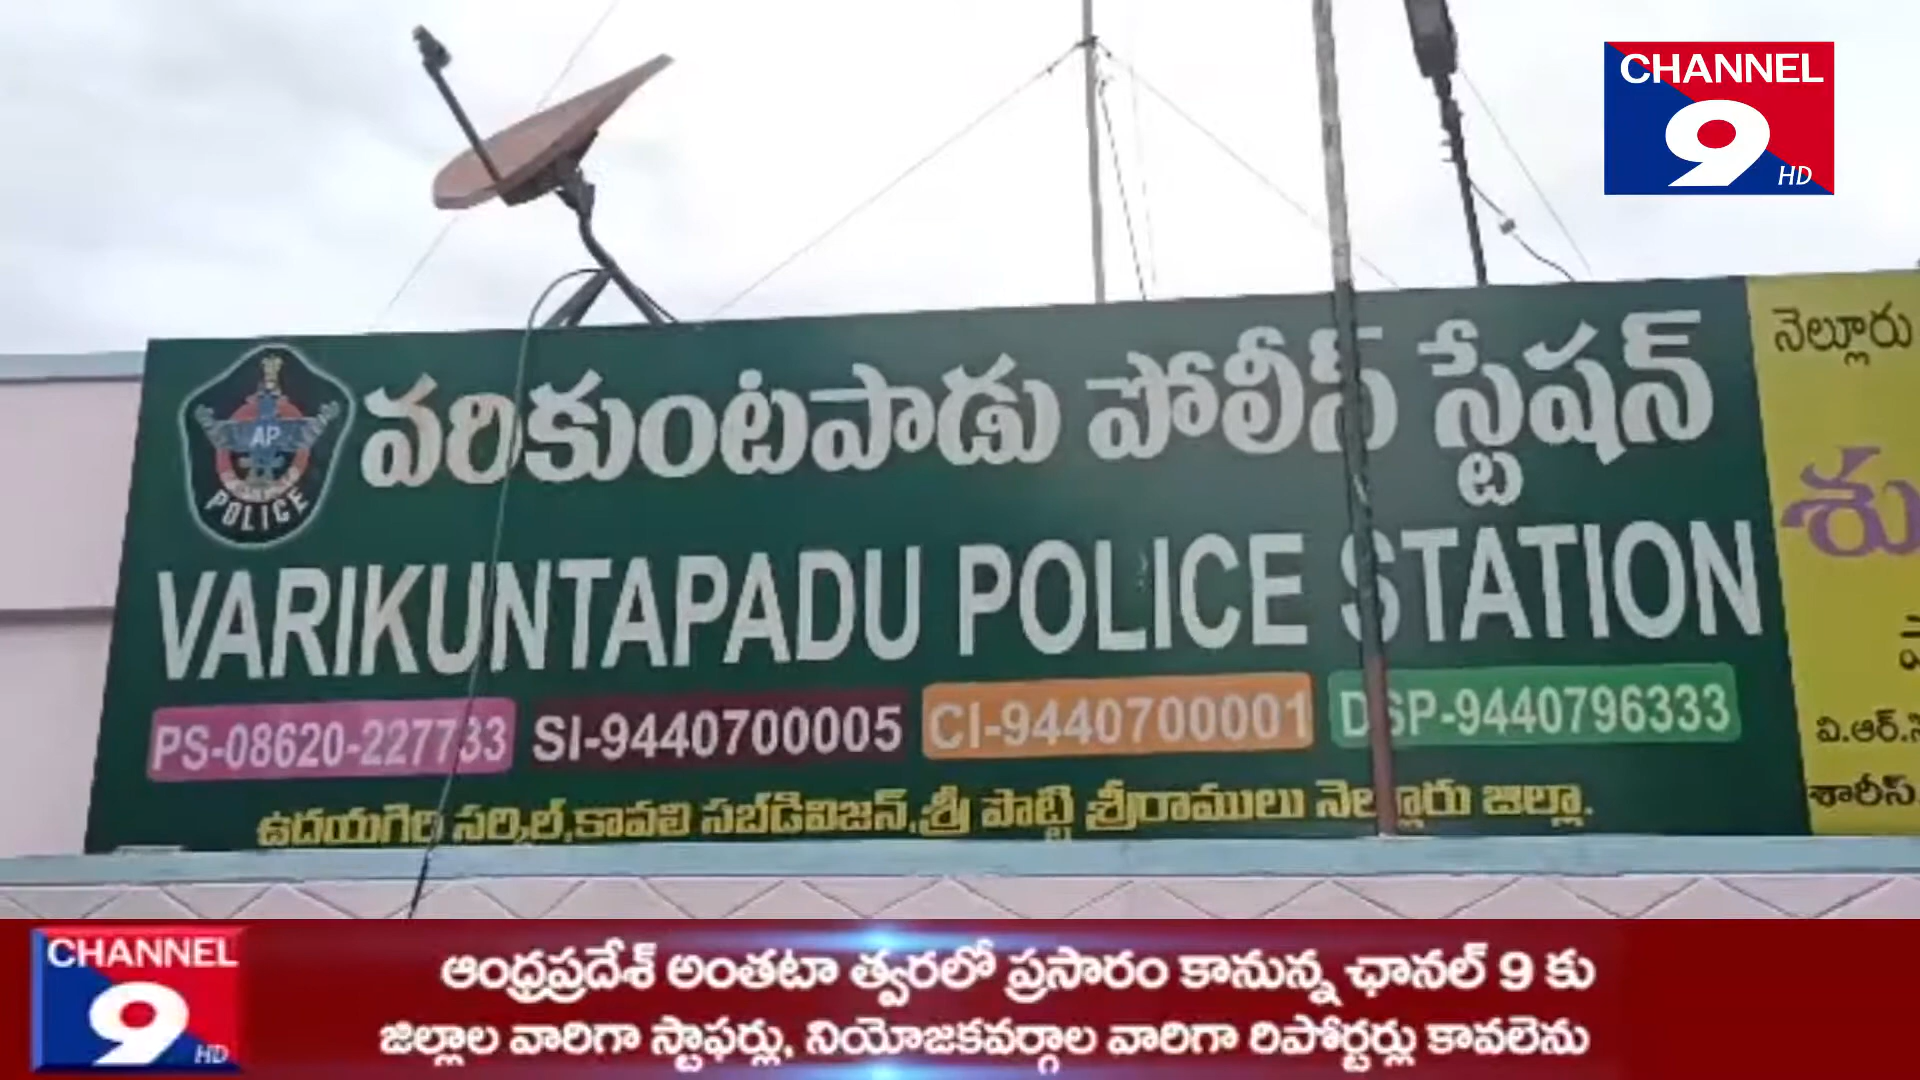 CHANNEL
9
HD
నెల్లూరు
AP
POLICE
వరికుంటపాడు పోలీస్ స్టేషన్
VARIKUNTAPADU POLICE STATION
PS-08620-227733 SI-9440700005 CI-9440700001 DSP-9440796333
ఉదయగిరి సర్కిల్,కావలి సబ్‌డివిజన్,శ్రీ పొట్టి శ్రీరాములు నెల్లూరు జిల్లా.
వి.ఆర్.
CHANNEL
9
HD
ఆంధ్రప్రదేశ్ అంతటా త్వరలో ప్రసారం కానున్న ఛానల్ 9 కు
జిల్లాల వారిగా స్టాఫర్లు, నియోజకవర్గాల వారిగా రిపోర్టర్లు కావలెను